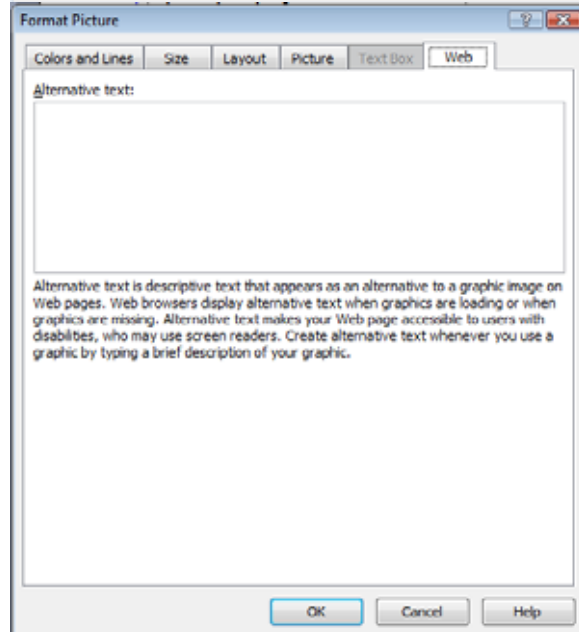 Format Picture
Colors and Lines Size Layout Picture Text Box Web
Alternative text:
Alternative text is descriptive text that appears as an alternative to a graphic image on
Web pages. Web browsers display alternative text when graphics are loading or when
graphics are missing. Alternative text makes your Web page accessible to users with
disabilities, who may use screen readers. Create alternative text whenever you use a
graphic by typing a brief description of your graphic.
OK Cancel Help